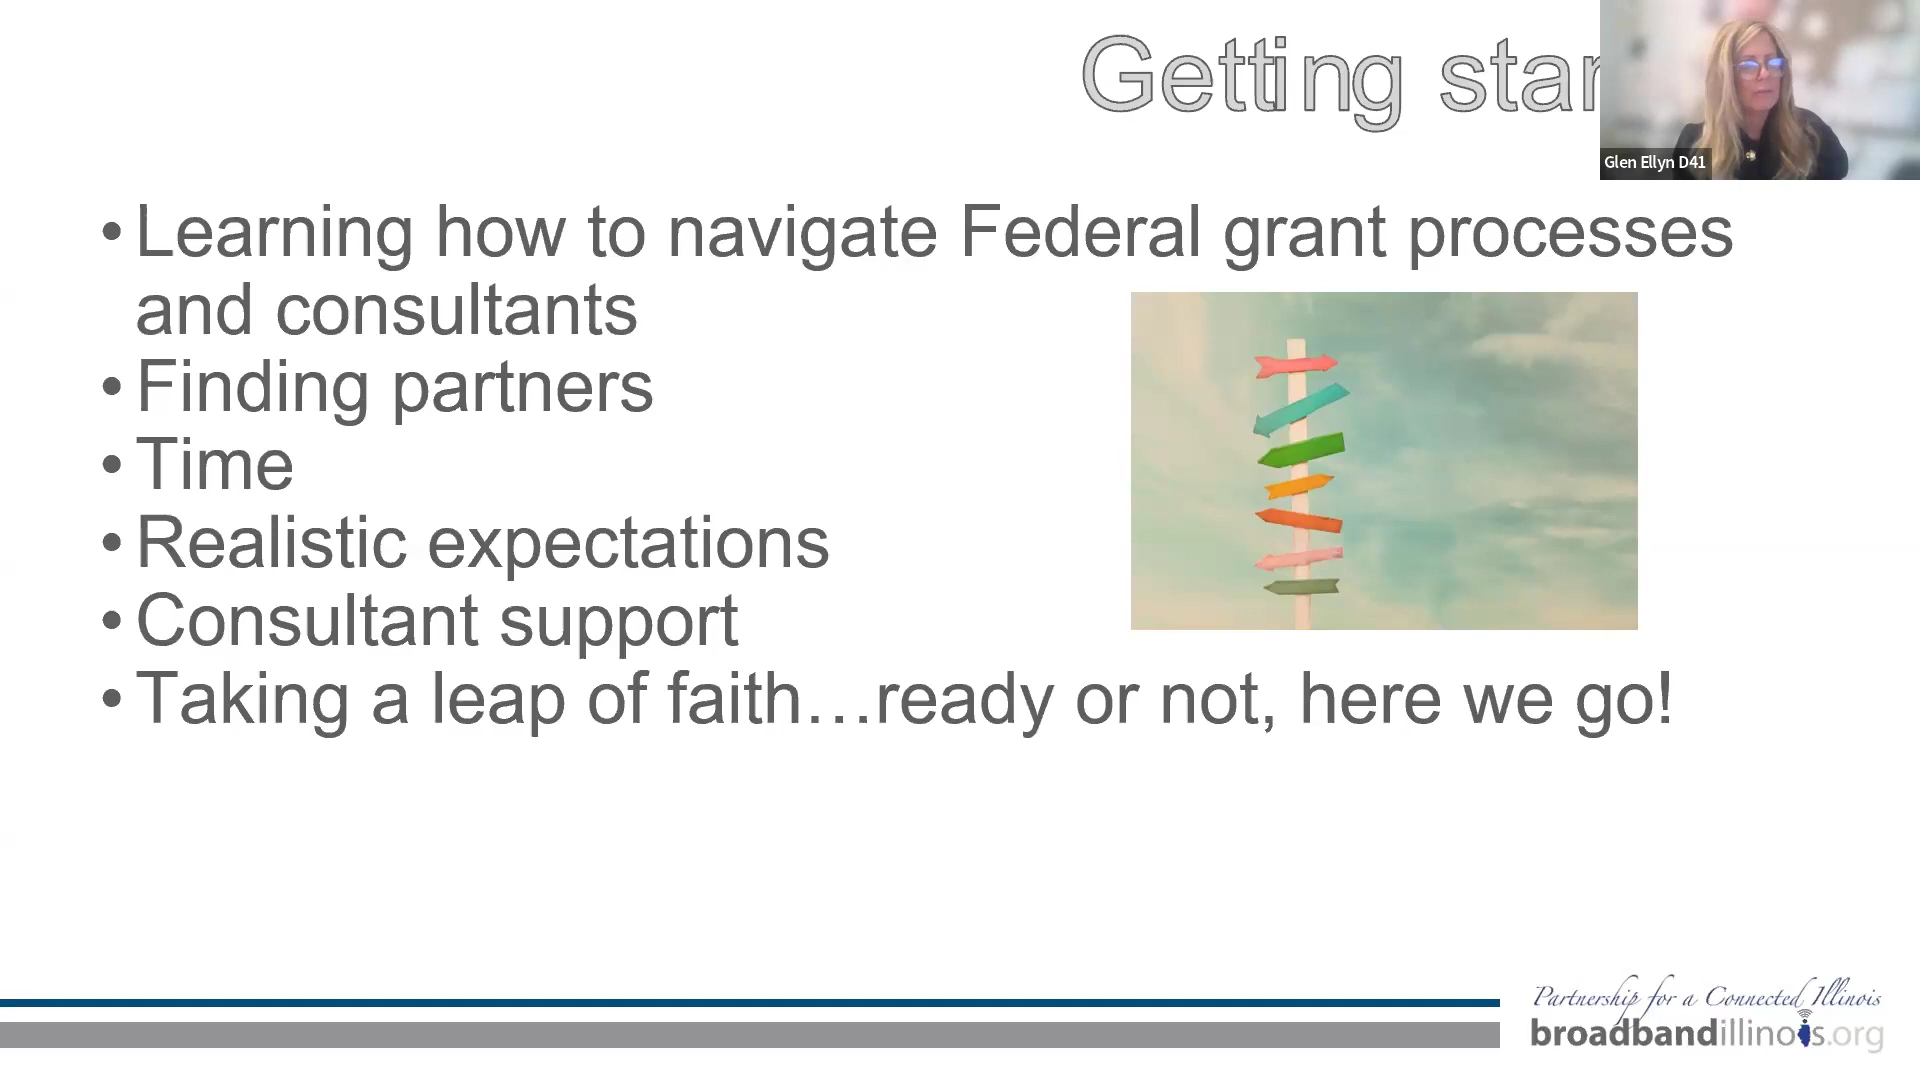 Getting star
Glen Ellyn D41
• Learning how to navigate Federal grant processes
and consultants
• Finding partners
• Time
• Realistic expectations
• Consultant support
• Taking a leap of faith…ready or not, here we go!
Partnership for a Connected Illinois
broadbandillinois.org